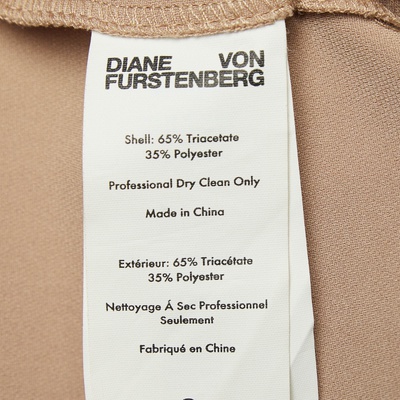 DIANE VON
FURSTENBERG
Shell: 65% Triacetate
35% Polyester
Professional Dry Clean Only
Made in China
Extérieur: 65% Triacétate
35% Polyester
Nettoyage Á Sec Professionnel
Seulement
Fabriqué en Chine